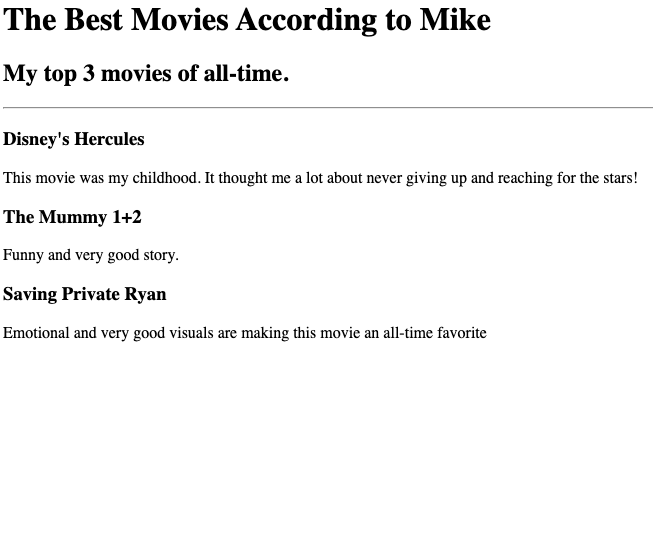 The Best Movies According to Mike
My top 3 movies of all-time.
Disney's Hercules
This movie was my childhood. It thought me a lot about never giving up and reaching for the stars!
The Mummy 1+2
Funny and very good story.
Saving Private Ryan
Emotional and very good visuals are making this movie an all-time favorite